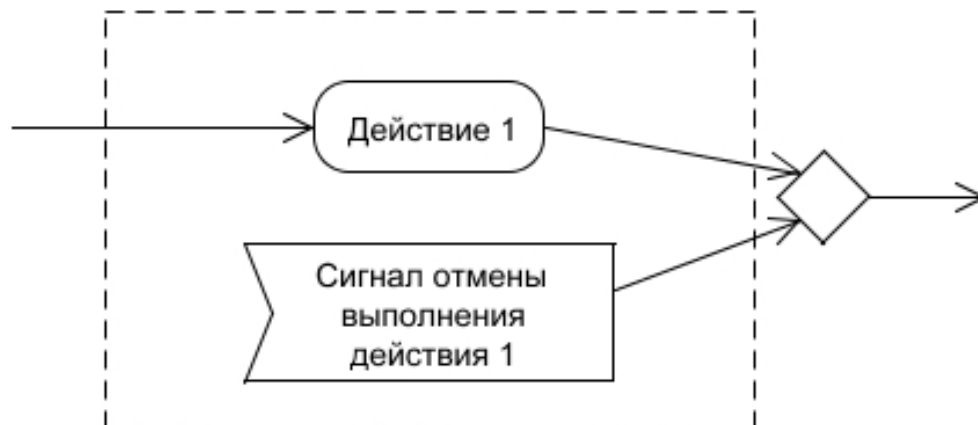 Действие 1
Сигнал отмены
выполнения
действия 1